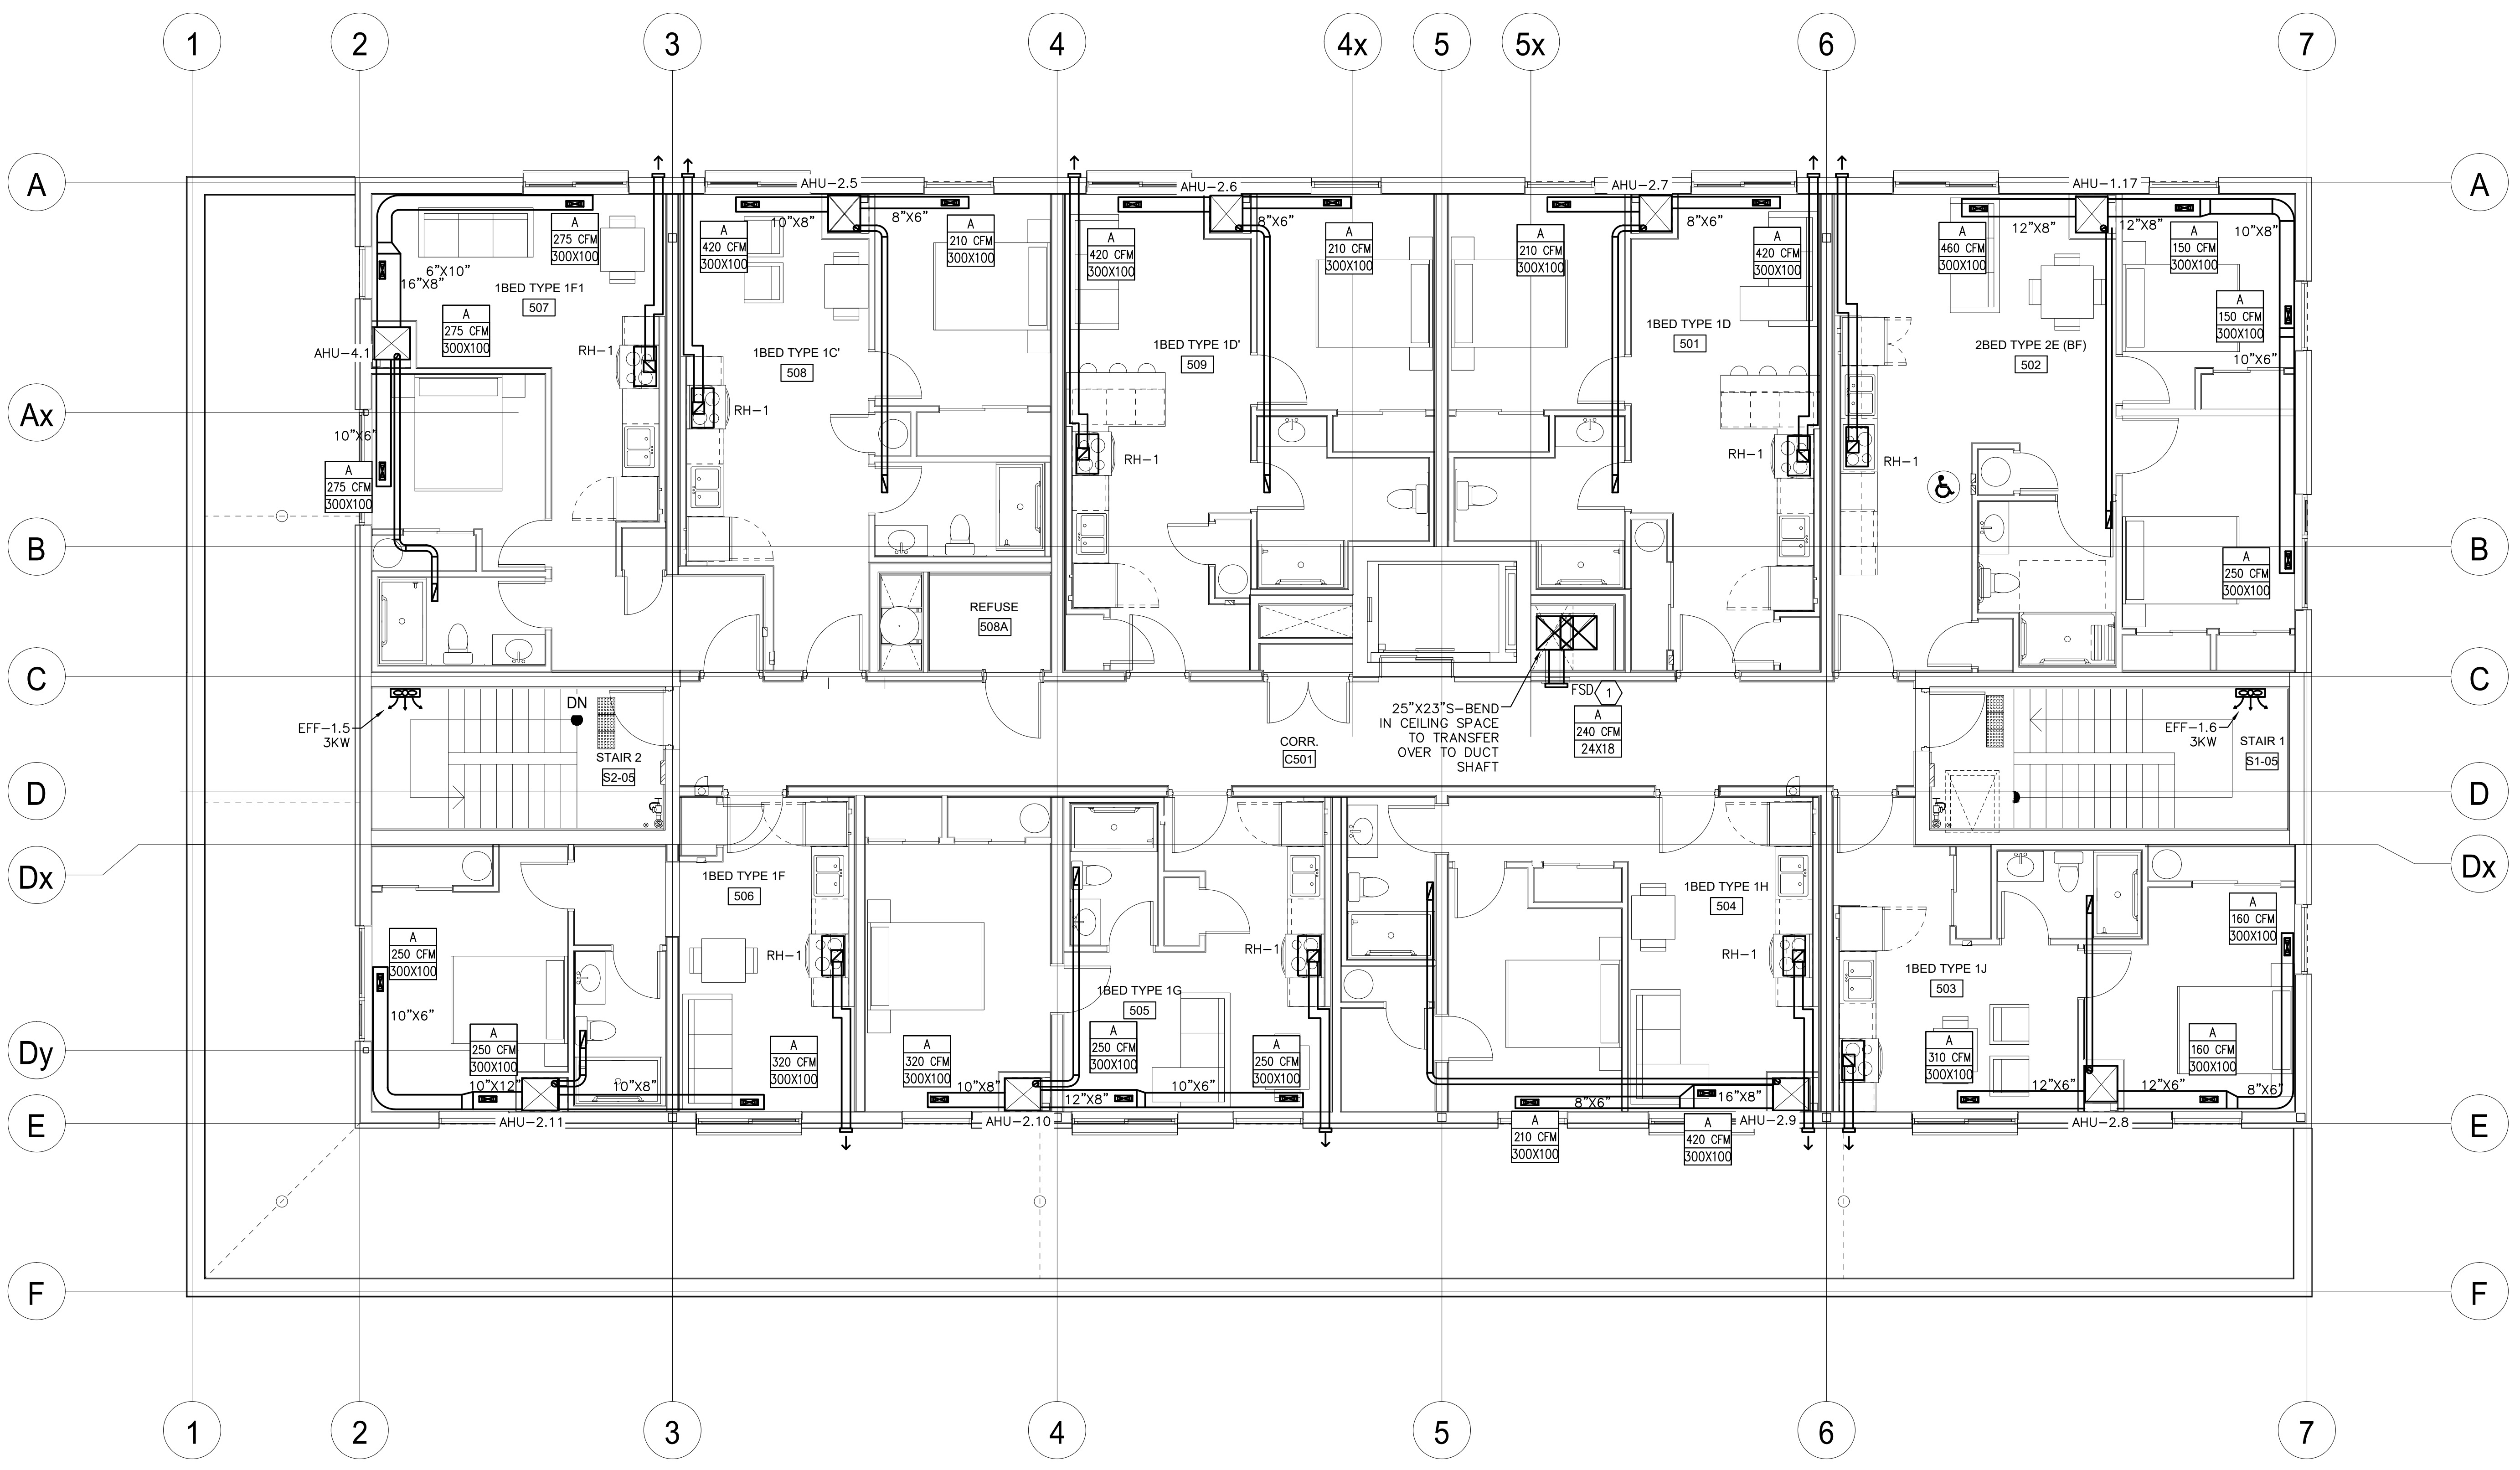 1
2
3
4
4x
5
5x
6
7
A
A
AHU-2.5
AHU-2.6
AHU-2.7
AHU-1.17
A
275 CFM
300X100
6"X10"
16"X8"
1BED TYPE 1F1
507
A
275 CFM
300X100
AHU-4.1
RH-1
10"X6"
A
275 CFM
300X100
10"X8"
8"X6"
A
420 CFM
300X100
A
210 CFM
300X100
1BED TYPE 1C'
508
RH-1
8"X6"
A
420 CFM
300X100
A
210 CFM
300X100
1BED TYPE 1D'
509
RH-1
8"X6"
A
210 CFM
300X100
A
420 CFM
300X100
1BED TYPE 1D
501
RH-1
12"X8"
12"X8"
10"X8"
A
460 CFM
300X100
A
150 CFM
300X100
A
150 CFM
300X100
2BED TYPE 2E (BF)
502
10"X6"
RH-1
A
250 CFM
300X100
Ax
Ax
B
B
REFUSE
508A
C
C
EFF-1.5
3KW
DN
STAIR 2
S2-05
CORR.
C501
25"X23"S-BEND
IN CEILING SPACE
TO TRANSFER
OVER TO DUCT
SHAFT
FSD
1
A
240 CFM
24X18
EFF-1.6
3KW
STAIR 1
S1-05
D
D
Dx
Dx
A
250 CFM
300X100
10"X6"
A
250 CFM
300X100
10"X12"
10"X8"
1BED TYPE 1F
506
RH-1
A
320 CFM
300X100
AHU-2.11
A
320 CFM
300X100
10"X8"
1BED TYPE 1G
505
RH-1
A
250 CFM
300X100
A
250 CFM
300X100
12"X8"
10"X6"
AHU-2.10
1BED TYPE 1H
504
RH-1
8"X6"
16"X8"
AHU-2.9
A
210 CFM
300X100
A
420 CFM
300X100
1BED TYPE 1J
503
A
160 CFM
300X100
A
310 CFM
300X100
A
160 CFM
300X100
12"X6"
12"X6"
8"X6"
AHU-2.8
Dy
Dy
E
E
F
F
1
2
3
4
5
6
7